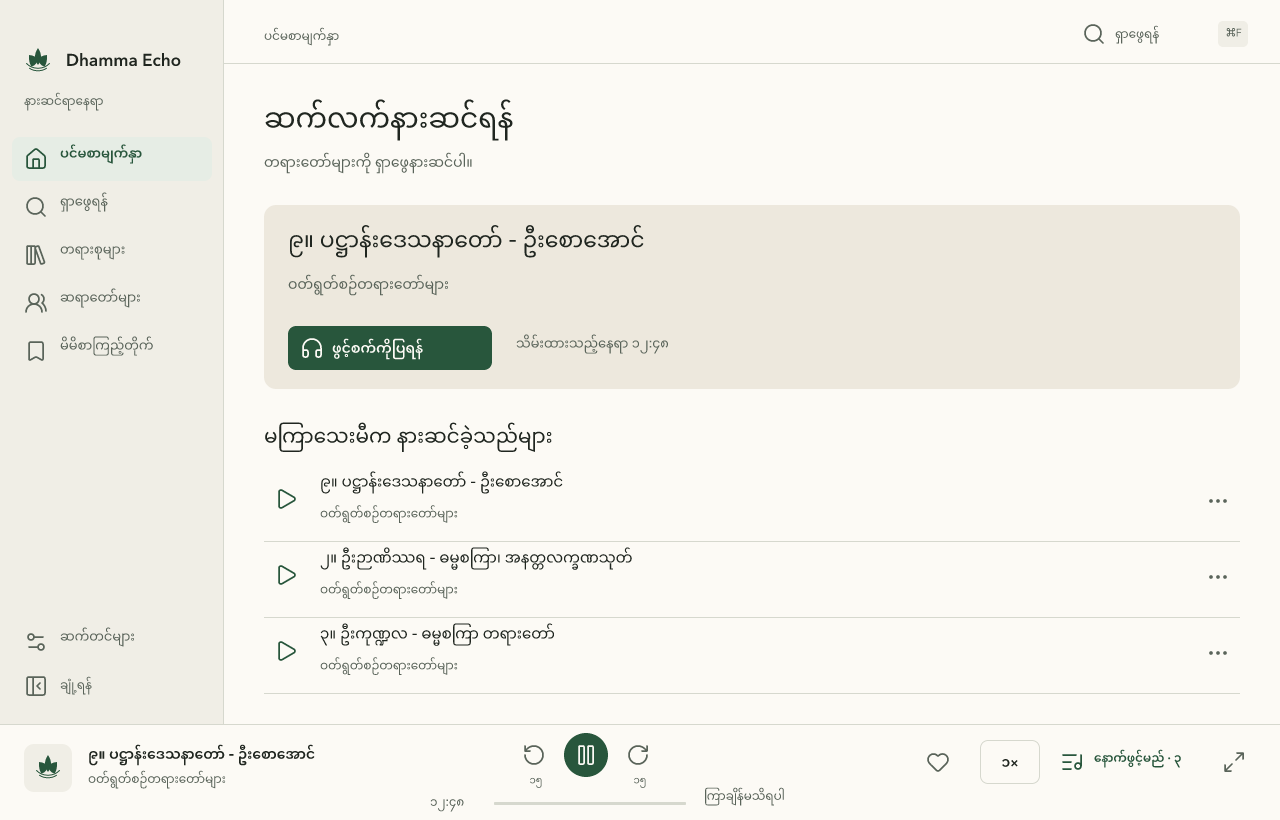 Dhamma Echo
နားဆင်ရာနေရာ
ပင်မစာမျက်နှာ
ရှာဖွေရန်
တရားစုများ
ဆရာတော်များ
မိမိစာကြည့်တိုက်
ဆက်တင်များ
ချုံ့ရန်
ပင်မစာမျက်နှာ
ရှာဖွေရန်
⌘F
ဆက်လက်နားဆင်ရန်
တရားတော်များကို ရှာဖွေနားဆင်ပါ။
၉။ ပဋ္ဌာန်းဒေသနာတော် - ဦးစောအောင်
ဝတ်ရွတ်စဉ်တရားတော်များ
ဖွင့်စက်ကိုပြရန်
သိမ်းထားသည့်နေရာ ၁၂:၄၈
မကြာသေးမီက နားဆင်ခဲ့သည်များ
၉။ ပဋ္ဌာန်းဒေသနာတော် - ဦးစောအောင်
ဝတ်ရွတ်စဉ်တရားတော်များ
၂။ ဦးဉာဏိဿရ - ဓမ္မစကြာ၊ အနတ္တလက္ခဏသုတ်
ဝတ်ရွတ်စဉ်တရားတော်များ
၃။ ဦးကုဏ္ဍလ - ဓမ္မစကြာ တရားတော်
ဝတ်ရွတ်စဉ်တရားတော်များ
၉။ ပဋ္ဌာန်းဒေသနာတော် - ဦးစောအောင်
ဝတ်ရွတ်စဉ်တရားတော်များ
၁၅
၁၅
၁၂:၄၈
ကြာချိန်မသိရပါ
၁×
နောက်ဖွင့်မည် · ၃